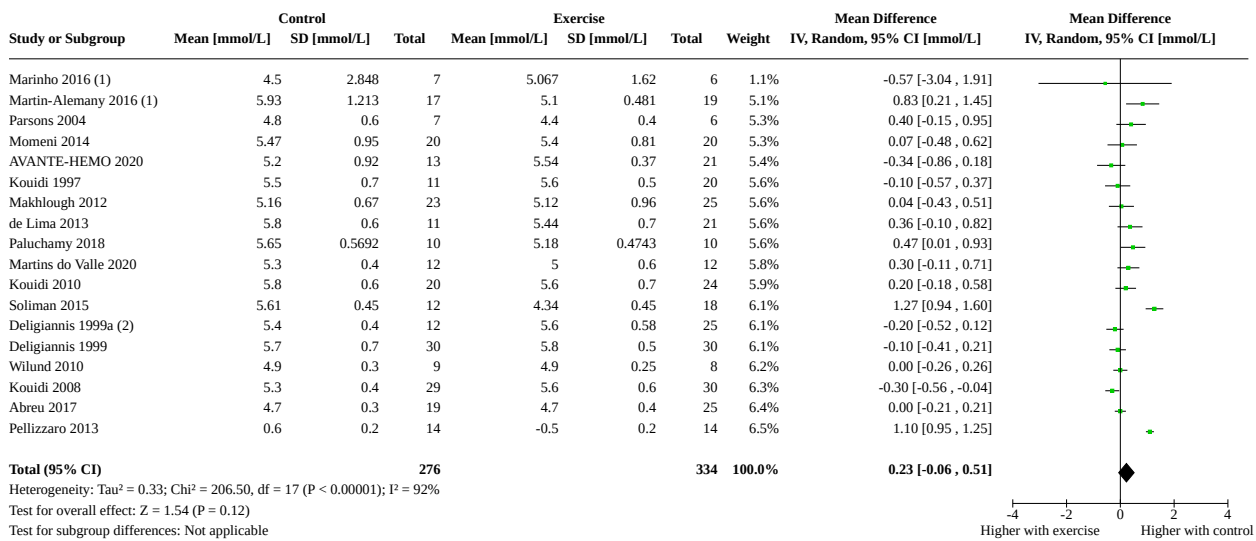 Control Exercise Mean Difference Mean Difference
Study or Subgroup Mean [mmol/L] SD [mmol/L] Total Mean [mmol/L] SD [mmol/L] Total Weight IV, Random, 95% CI [mmol/L] IV, Random, 95% CI [mmol/L]
Marinho 2016 (1) 4.5 2.848 7 5.067 1.62 6 1.1% -0.57 [-3.04 , 1.91]
Martin-Alemany 2016 (1) 5.93 1.213 17 5.1 0.481 19 5.1% 0.83 [0.21 , 1.45]
Parsons 2004 4.8 0.6 7 4.4 0.4 6 5.3% 0.40 [-0.15 , 0.95]
Momeni 2014 5.47 0.95 20 5.4 0.81 20 5.3% 0.07 [-0.48 , 0.62]
AVANTE-HEMO 2020 5.2 0.92 13 5.54 0.37 21 5.4% -0.34 [-0.86 , 0.18]
Kouidi 1997 5.5 0.7 11 5.6 0.5 20 5.6% -0.10 [-0.57 , 0.37]
Makhlough 2012 5.16 0.67 23 5.12 0.96 25 5.6% 0.04 [-0.43 , 0.51]
de Lima 2013 5.8 0.6 11 5.44 0.7 21 5.6% 0.36 [-0.10 , 0.82]
Paluchamy 2018 5.65 0.5692 10 5.18 0.4743 10 5.6% 0.47 [0.01 , 0.93]
Martins do Valle 2020 5.3 0.4 12 5 0.6 12 5.8% 0.30 [-0.11 , 0.71]
Kouidi 2010 5.8 0.6 20 5.6 0.7 24 5.9% 0.20 [-0.18 , 0.58]
Soliman 2015 5.61 0.45 12 4.34 0.45 18 6.1% 1.27 [0.94 , 1.60]
Deligiannis 1999a (2) 5.4 0.4 12 5.6 0.58 25 6.1% -0.20 [-0.52 , 0.12]
Deligiannis 1999 5.7 0.7 30 5.8 0.5 30 6.1% -0.10 [-0.41 , 0.21]
Wilund 2010 4.9 0.3 9 4.9 0.25 8 6.2% 0.00 [-0.26 , 0.26]
Kouidi 2008 5.3 0.4 29 5.6 0.6 30 6.3% -0.30 [-0.56 , -0.04]
Abreu 2017 4.7 0.3 19 4.7 0.4 25 6.4% 0.00 [-0.21 , 0.21]
Pellizzaro 2013 0.6 0.2 14 -0.5 0.2 14 6.5% 1.10 [0.95 , 1.25]
Total (95% CI) 276 334 100.0% 0.23 [-0.06 , 0.51]
Heterogeneity: Tau² = 0.33; Chi² = 206.50, df = 17 (P < 0.00001); I² = 92%
Test for overall effect: Z = 1.54 (P = 0.12)
Test for subgroup differences: Not applicable
-4 -2 0 2 4
Higher with exercise Higher with control